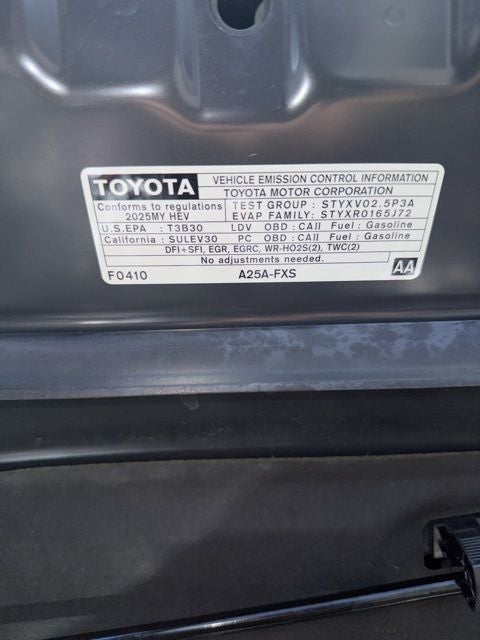 TOYOTA VEHICLE EMISSION CONTROL INFORMATION
TOYOTA MOTOR CORPORATION
Conforms to regulations TEST GROUP : STYXV02.5P3A
2025MY HEV EVAP FAMILY: STYXR0165J72
U.S.EPA : T3B30 LDV OBD : CAII Fuel : Gasoline
California : SULEV30 PC OBD : CAII Fuel : Gasoline
DFI+SFI, EGR, EGRC, WR-HO2S(2), TWC(2)
No adjustments needed.
F0410 A25A-FXS AA